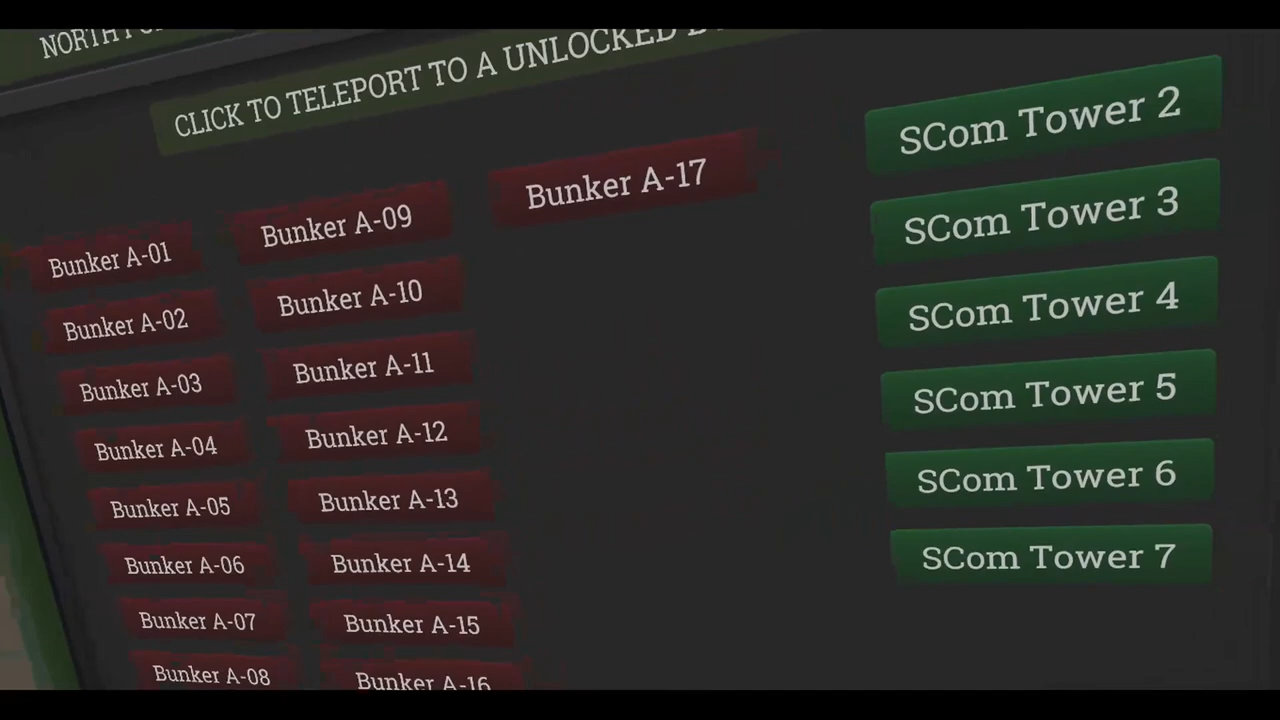 CLICK TO TELEPORT TO A UNLOCKED
Bunker A-01
Bunker A-02
Bunker A-03
Bunker A-04
Bunker A-05
Bunker A-06
Bunker A-07
Bunker A-08
Bunker A-09
Bunker A-10
Bunker A-11
Bunker A-12
Bunker A-13
Bunker A-14
Bunker A-15
Bunker A-16
Bunker A-17
SCom Tower 2
SCom Tower 3
SCom Tower 4
SCom Tower 5
SCom Tower 6
SCom Tower 7